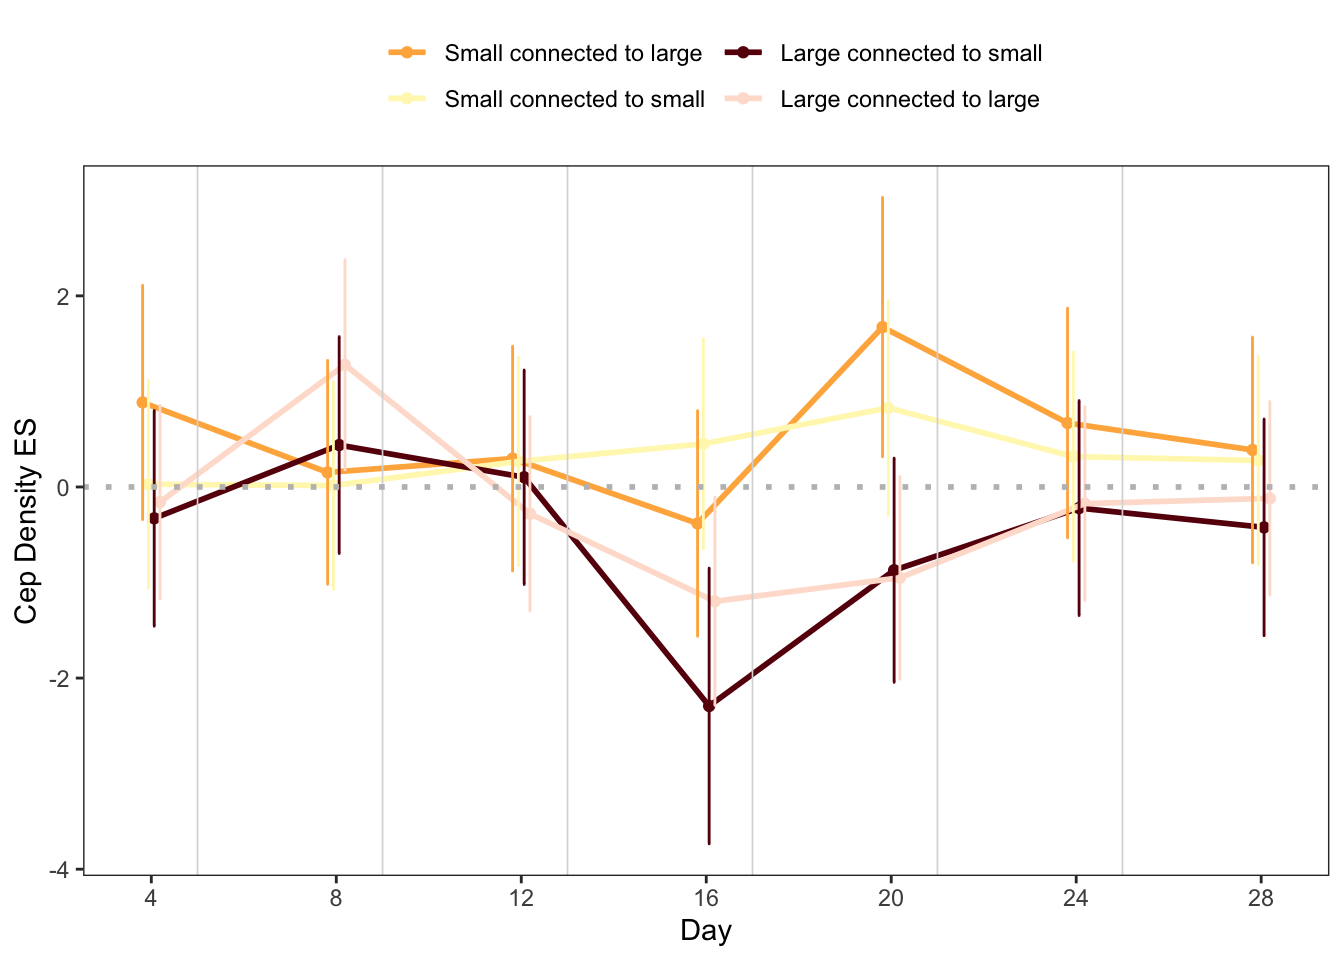 Small connected to large
Large connected to small
Small connected to small
Large connected to large
Cep Density ES
2
0
-2
-4
4 8 12 16 20 24 28
Day